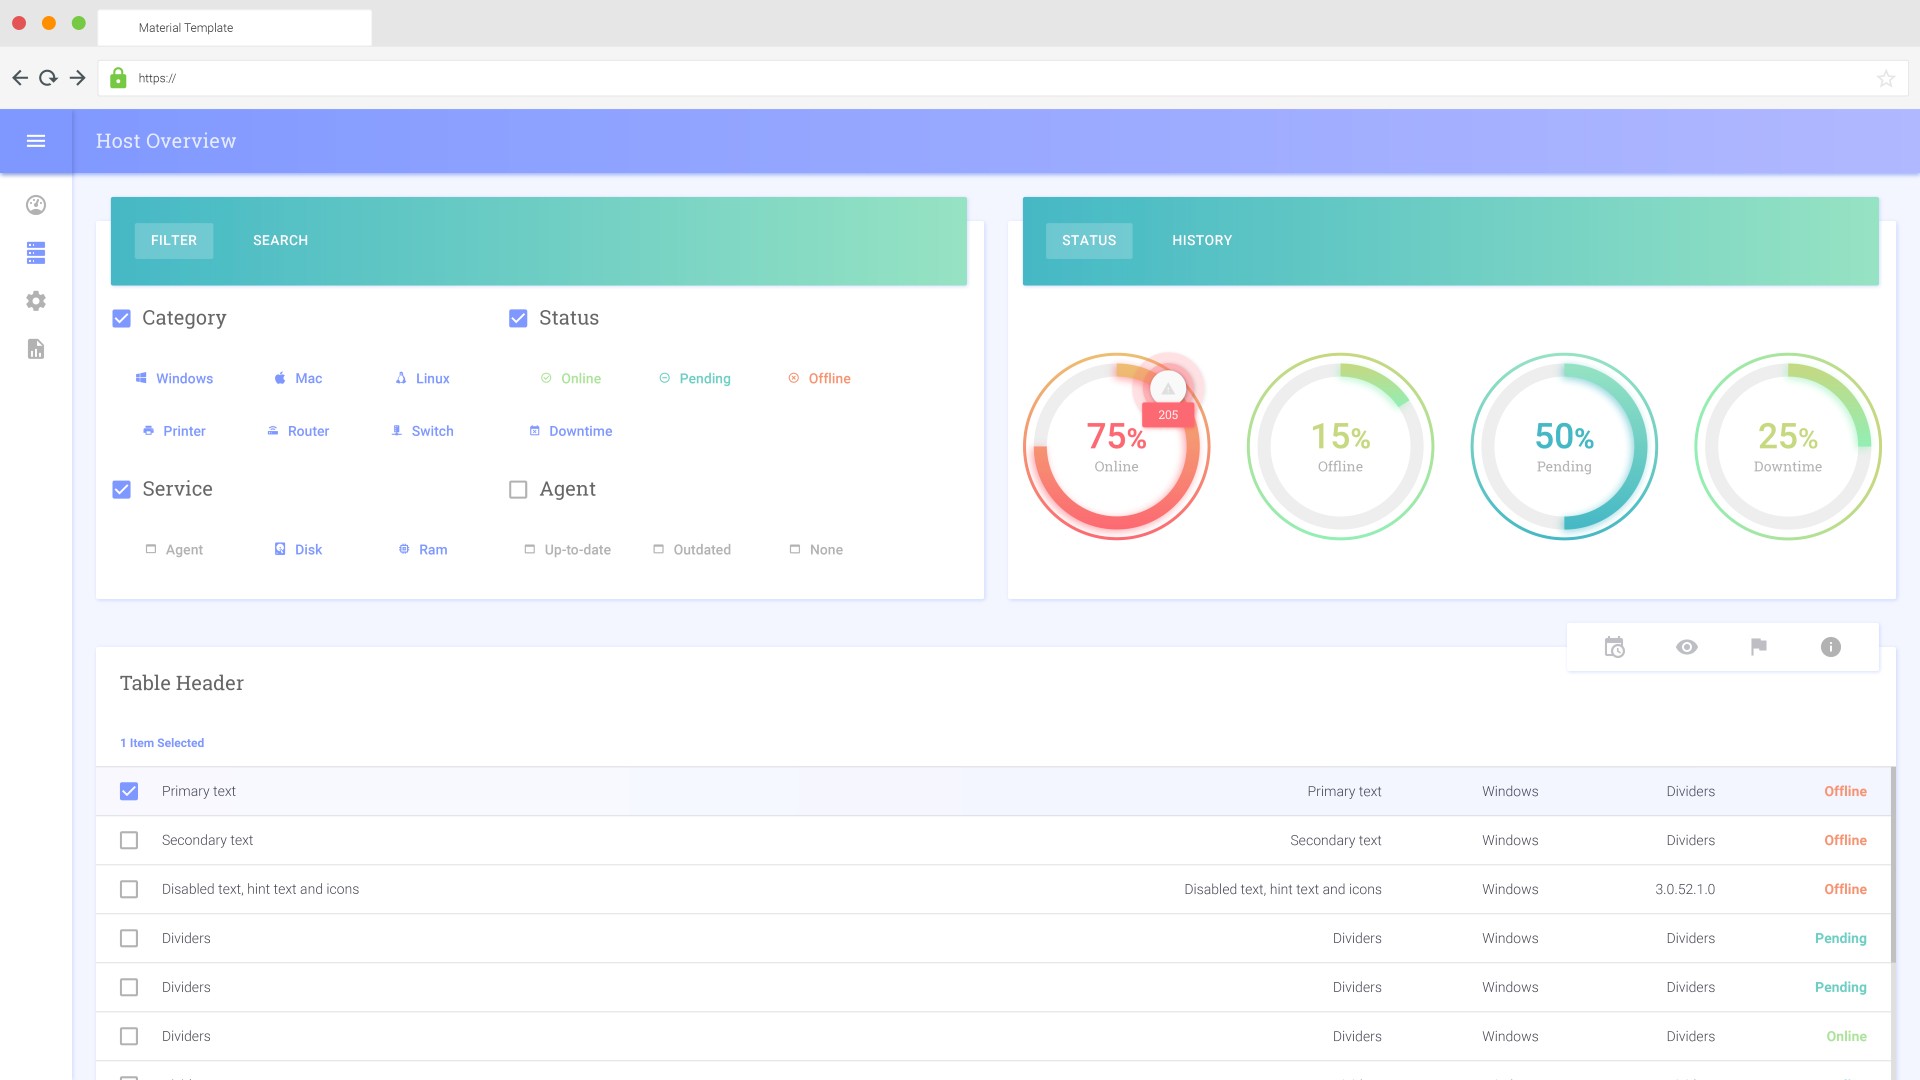 Material Template
https://
Host Overview
FILTER SEARCH
STATUS HISTORY
Category
Windows Mac Linux
Printer Router Switch
Status
Online Pending Offline
Downtime
Service
Agent Disk Ram
Agent
Up-to-date Outdated None
205
75%
Online
15%
Offline
50%
Pending
25%
Downtime
Table Header
1 Item Selected
Primary text Primary text Windows Dividers Offline
Secondary text Secondary text Windows Dividers Offline
Disabled text, hint text and icons Disabled text, hint text and icons Windows 3.0.52.1.0 Offline
Dividers Dividers Windows Dividers Pending
Dividers Dividers Windows Dividers Pending
Dividers Dividers Windows Dividers Online